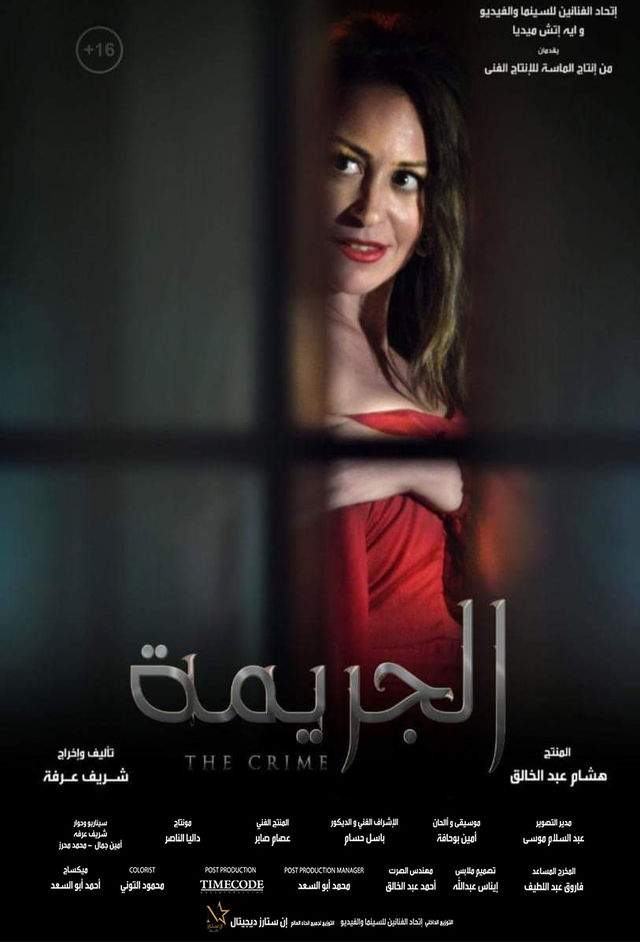 إتحاد الفنانين للسينما والفيديو
و ايه إتش ميديا
يقدمان
من إنتاج الماسة للإنتاج الفنى
+16
الجريمة
THE CRIME
المنتج
هشام عبد الخالق
تأليف وإخراج
شريف عرفة
مدير التصوير
عبد السلام موسى
موسيقى و ألحان
أمين بوحافة
الإشراف الفني و الديكور
باسل حسام
المنتج الفني
عصام صابر
مونتاج
داليا الناصر
سيناريو وحوار
شريف عرفه
أمين جمال - محمد محرز
المخرج المساعد
فاروق عبد اللطيف
تصميم ملابس
إيناس عبدالله
مهندس الصوت
أحمد عبد الخالق
POST PRODUCTION MANAGER
محمد أبو السعد
POST PRODUCTION
TIMECODE
COLORIST
محمود التوني
ميكساج
أحمد أبو السعد
التوزيع الداخلي إتحاد الفنانين للسينما والفيديو التوزيع لجميع انحاء العالم إن ستارز ديجيتال